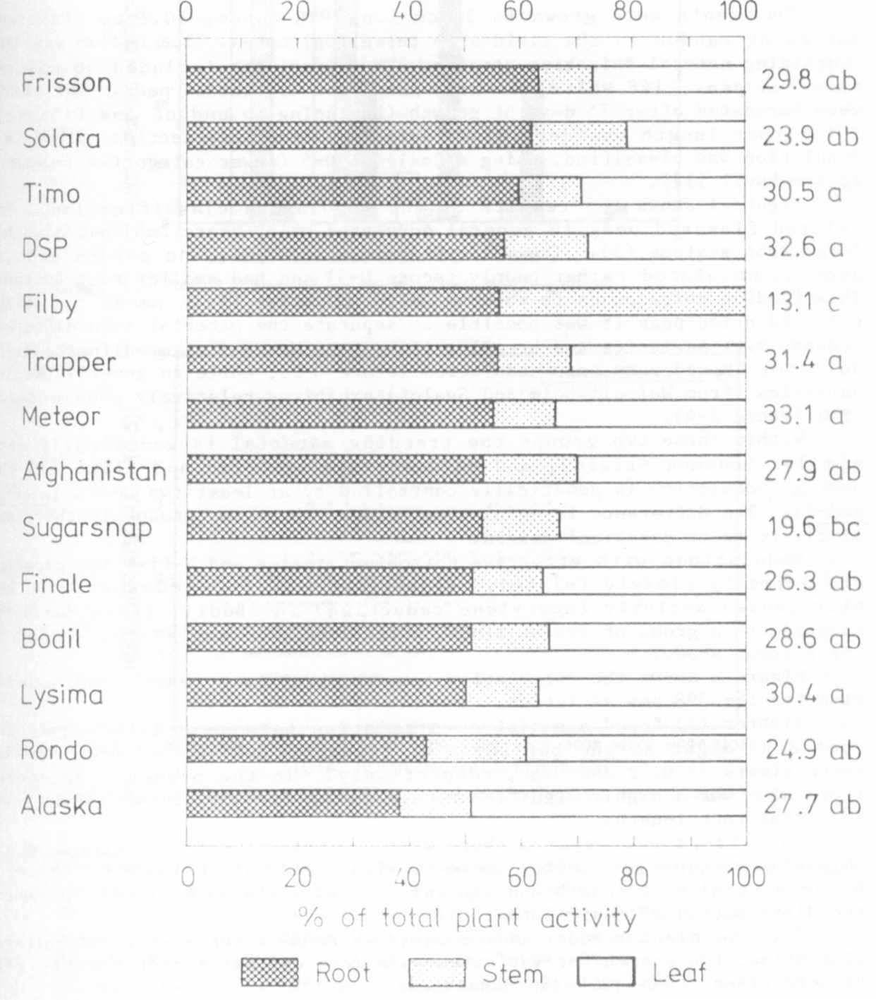 0 20 40 60 80 100
Frisson 29.8 ab
Solara 23.9 ab
Timo 30.5 a
DSP 32.6 a
Filby 13.1 c
Trapper 31.4 a
Meteor 33.1 a
Afghanistan 27.9 ab
Sugarsnap 19.6 bc
Finale 26.3 ab
Bodil 28.6 ab
Lysima 30.4 a
Rondo 24.9 ab
Alaska 27.7 ab
0 20 40 60 80 100
% of total plant activity
Root Stem Leaf